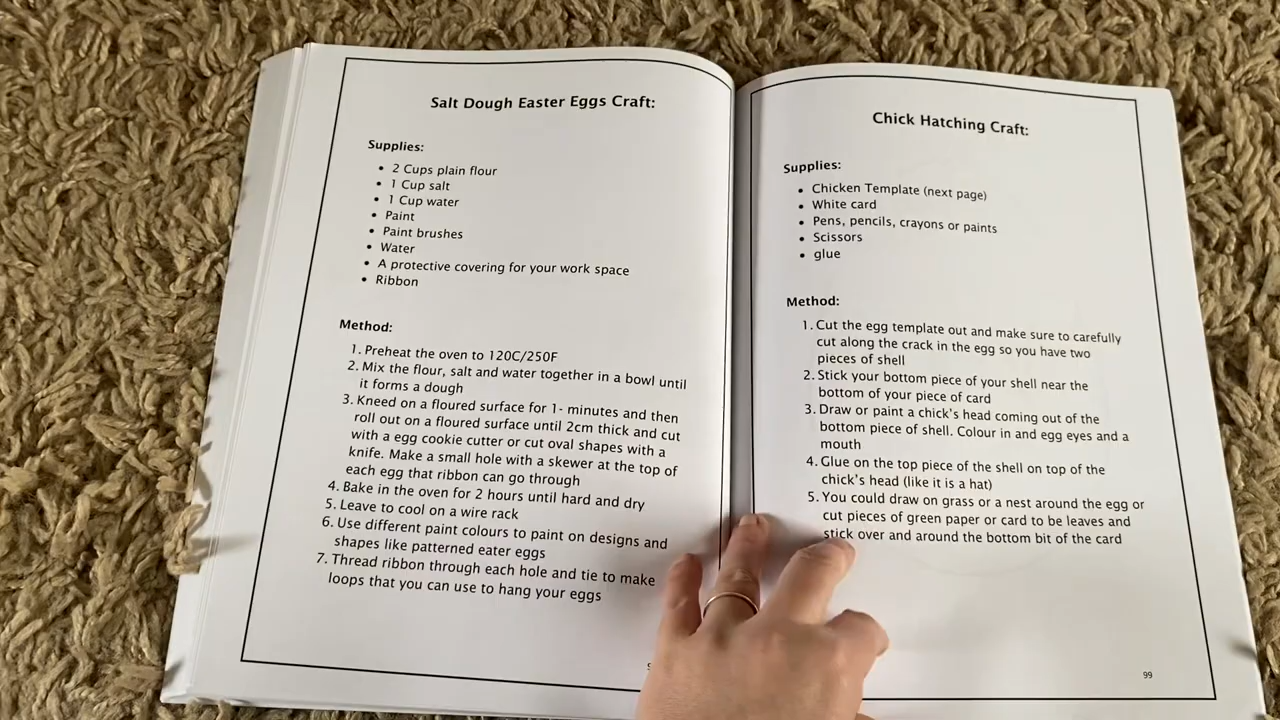 Salt Dough Easter Eggs Craft:
Supplies:
• 2 Cups plain flour
• 1 Cup salt
• 1 Cup water
• Paint
• Paint brushes
• Water
• A protective covering for your work space
• Ribbon
Method:
1. Preheat the oven to 120C/250F
2. Mix the flour, salt and water together in a bowl until
it forms a dough
3. Kneed on a floured surface for 1- minutes and then
roll out on a floured surface until 2cm thick and cut
with a egg cookie cutter or cut oval shapes with a
knife. Make a small hole with a skewer at the top of
each egg that ribbon can go through
4. Bake in the oven for 2 hours until hard and dry
5. Leave to cool on a wire rack
6. Use different paint colours to paint on designs and
shapes like patterned eater eggs
7. Thread ribbon through each hole and tie to make
loops that you can use to hang your eggs
Chick Hatching Craft:
Supplies:
• Chicken Template (next page)
• White card
• Pens, pencils, crayons or paints
• Scissors
• glue
Method:
1. Cut the egg template out and make sure to carefully
cut along the crack in the egg so you have two
pieces of shell
2. Stick your bottom piece of your shell near the
bottom of your piece of card
3. Draw or paint a chick's head coming out of the
bottom piece of shell. Colour in and egg eyes and a
mouth
4. Glue on the top piece of the shell on top of the
chick's head (like it is a hat)
5. You could draw on grass or a nest around the egg or
cut pieces of green paper or card to be leaves and
stick over and around the bottom bit of the card
99